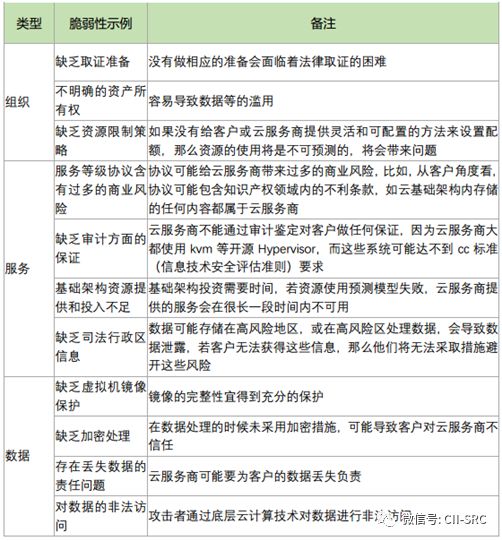 类型 脆弱性示例 备注
组织
缺乏取证准备
没有做相应的准备会面临着法律取证的困难
不明确的资产所
有权
容易导致数据等的滥用
缺乏资源限制策
略
如果没有给客户或云服务商提供灵活和可配置的方法来设置配
额，那么资源的使用将是不可预测的，将会带来问题
服务
服务等级协议含
有过多的商业风
险
协议可能给云服务商带来过多的商业风险，比如，从客户角度看，
协议可能包含知识产权领域内的不利条款，如云基础架构内存储
的任何内容都属于云服务商
缺乏审计方面的
保证
云服务商不能通过审计鉴定对客户做任何保证，因为云服务商大
都使用 kvm 等开源 Hypervisor，而这些系统可能达不到 cc 标准
（信息技术安全评估准则）要求
基础架构资源提
供和投入不足
基础架构投资需要时间，若资源使用预测模型失败，云服务商提
供的服务会在很长一段时间内不可用
缺乏司法行政区
信息
数据可能存储在高风险地区，或在高风险区处理数据，会导致数
据泄露，若客户无法获得这些信息，那么他们将无法采取措施避
开这些风险
数据
缺乏虚拟机镜像
保护
镜像的完整性宜得到充分的保护
缺乏加密处理
在数据处理的时候未采用加密措施，可能导致客户对云服务商不
信任
存在丢失数据的
责任问题
云服务商可能要为客户的数据丢失负责
对数据的非法访
问
攻击者通过底层云计算技术对数据进行非法访问
微信号: CII-SRC